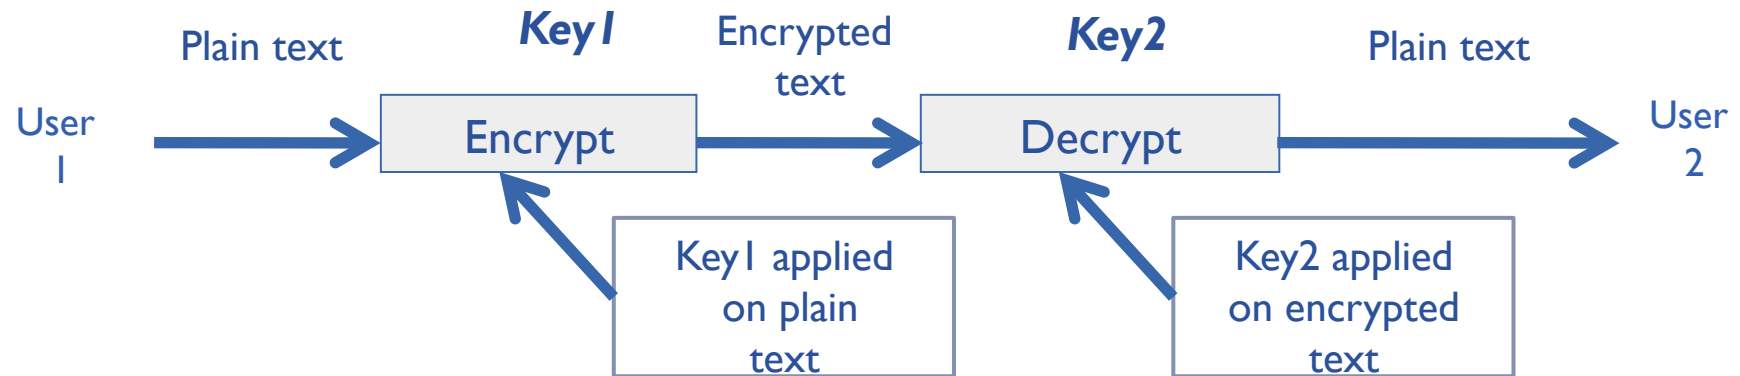 Plain text
Key1
Encrypted
text
Key2
Plain text
User
1
Encrypt
Decrypt
User
2
Key1 applied
on plain
text
Key2 applied
on encrypted
text